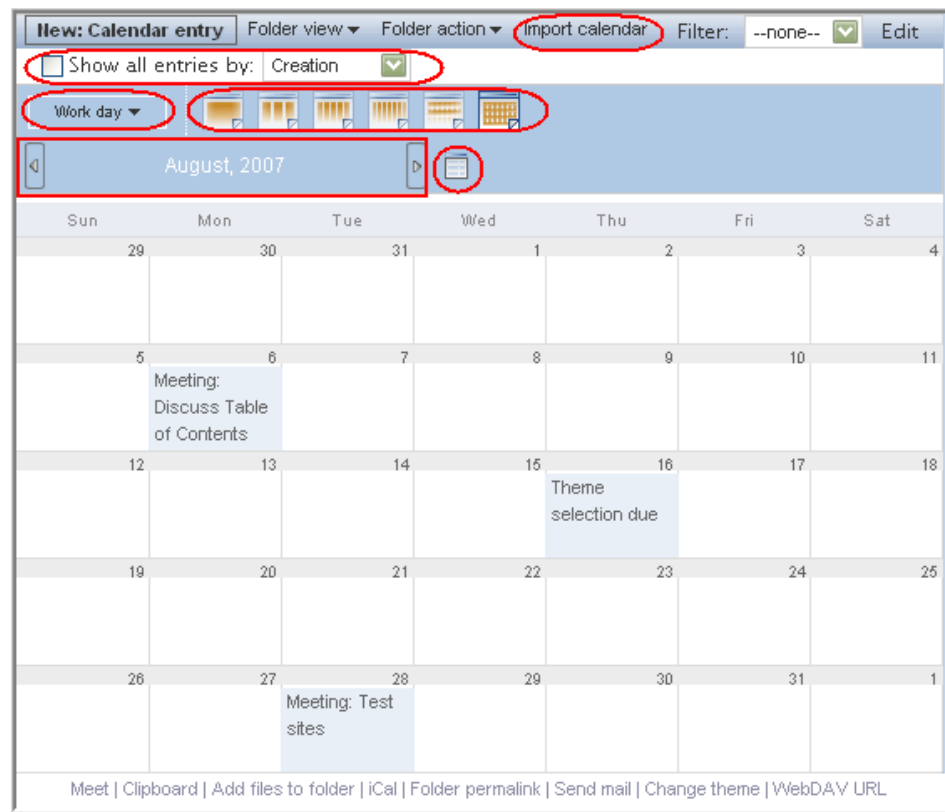 New: Calendar entry Folder view Folder action Import calendar Filter: --none-- Edit
Show all entries by: Creation
Work day
August, 2007
Sun Mon Tue Wed Thu Fri Sat
29 30 31 1 2 3 4
5 6 7 8 9 10 11
Meeting:
Discuss Table
of Contents
12 13 14 15 16 17 18
Theme
selection due
19 20 21 22 23 24 25
26 27 28 29 30 31 1
Meeting: Test
sites
Meet | Clipboard | Add files to folder | iCal | Folder permalink | Send mail | Change theme | WebDAV URL